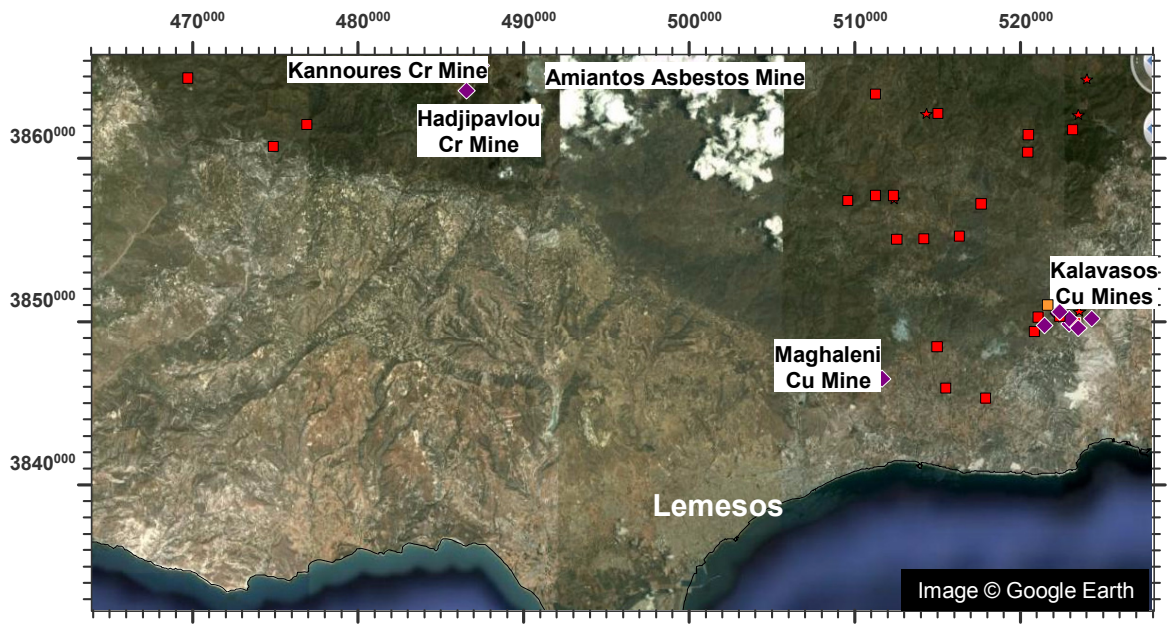 470⁰⁰⁰ 480⁰⁰⁰ 490⁰⁰⁰ 500⁰⁰⁰ 510⁰⁰⁰ 520⁰⁰⁰
Kannoures Cr Mine
Amiantos Asbestos Mine
Hadjipavlou
Cr Mine
3860⁰⁰⁰
Kalavasos
Cu Mines
3850⁰⁰⁰
Maghaleni
Cu Mine
3840⁰⁰⁰
Lemesos
Image © Google Earth